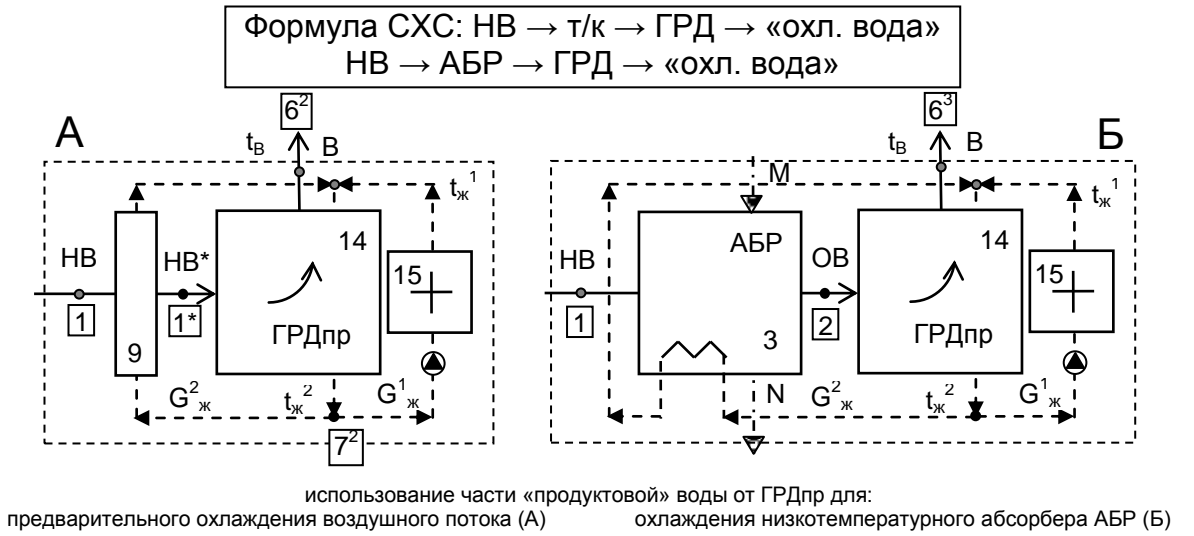 Формула СХС: НВ → т/к → ГРД → «охл. вода»
НВ → АБР → ГРД → «охл. вода»
А
6²
tВ
В
НВ
1
9
НВ*
1*
14
ГРДпр
15
tж¹
G²ж
tж²
G¹ж
7²
Б
6³
tВ
В
М
НВ
1
АБР
3
ОВ
2
14
ГРДпр
15
tж¹
N
G²ж
tж²
G¹ж
использование части «продуктовой» воды от ГРДпр для:
предварительного охлаждения воздушного потока (А) охлаждения низкотемпературного абсорбера АБР (Б)